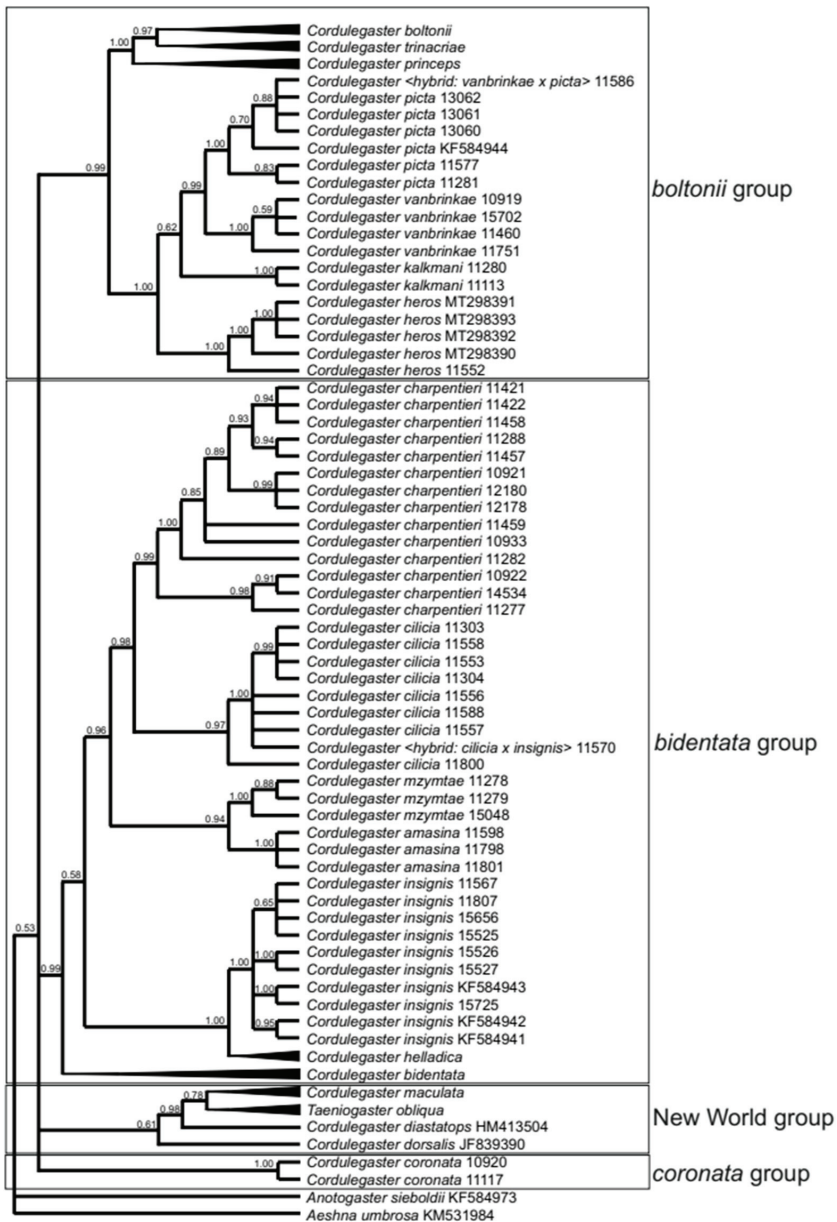 Cordulegaster boltonii
0.97
Cordulegaster trinacriae
1.00
Cordulegaster princeps
Cordulegaster <hybrid: vanbrinkae x picta> 11586
0.88
Cordulegaster picta 13062
Cordulegaster picta 13061
0.70
Cordulegaster picta 13060
1.00
Cordulegaster picta KF584944
Cordulegaster picta 11577
0.83
0.99
0.99
Cordulegaster picta 11281
boltonii group
Cordulegaster vanbrinkae 10919
0.59
Cordulegaster vanbrinkae 15702
0.62
1.00
Cordulegaster vanbrinkae 11460
Cordulegaster vanbrinkae 11751
Cordulegaster kalkmani 11280
1.00
1.00
Cordulegaster kalkmani 11113
Cordulegaster heros MT298391
1.00
Cordulegaster heros MT298393
1.00
Cordulegaster heros MT298392
1.00
Cordulegaster heros MT298390
Cordulegaster heros 11552
Cordulegaster charpentieri 11421
0.94
Cordulegaster charpentieri 11422
0.93
Cordulegaster charpentieri 11458
Cordulegaster charpentieri 11288
0.94
0.89
Cordulegaster charpentieri 11457
Cordulegaster charpentieri 10921
0.85
0.99
Cordulegaster charpentieri 12180
Cordulegaster charpentieri 12178
1.00
Cordulegaster charpentieri 11459
Cordulegaster charpentieri 10933
0.99
Cordulegaster charpentieri 11282
Cordulegaster charpentieri 10922
0.91
0.98
Cordulegaster charpentieri 14534
Cordulegaster charpentieri 11277
Cordulegaster cilicia 11303
0.98
0.99
Cordulegaster cilicia 11558
Cordulegaster cilicia 11553
Cordulegaster cilicia 11304
1.00
Cordulegaster cilicia 11556
Cordulegaster cilicia 11588
0.97
Cordulegaster cilicia 11557
0.96
Cordulegaster <hybrid: cilicia x insignis> 11570
bidentata group
Cordulegaster cilicia 11800
Cordulegaster mzymtae 11278
0.88
1.00
Cordulegaster mzymtae 11279
0.94
Cordulegaster mzymtae 15048
Cordulegaster amasina 11598
1.00
Cordulegaster amasina 11798
Cordulegaster amasina 11801
0.58
Cordulegaster insignis 11567
Cordulegaster insignis 11807
0.65
Cordulegaster insignis 15656
0.53
Cordulegaster insignis 15525
Cordulegaster insignis 15526
1.00
0.99
1.00
Cordulegaster insignis 15527
Cordulegaster insignis KF584943
1.00
Cordulegaster insignis 15725
Cordulegaster insignis KF584942
1.00
0.95
Cordulegaster insignis KF584941
Cordulegaster helladica
Cordulegaster bidentata
Cordulegaster maculata
0.78
Taeniogaster obliqua
0.98
New World group
Cordulegaster diastatops HM413504
0.61
Cordulegaster dorsalis JF839390
Cordulegaster coronata 10920
1.00
coronata group
Cordulegaster coronata 11117
Anotogaster sieboldii KF584973
Aeshna umbrosa KM531984